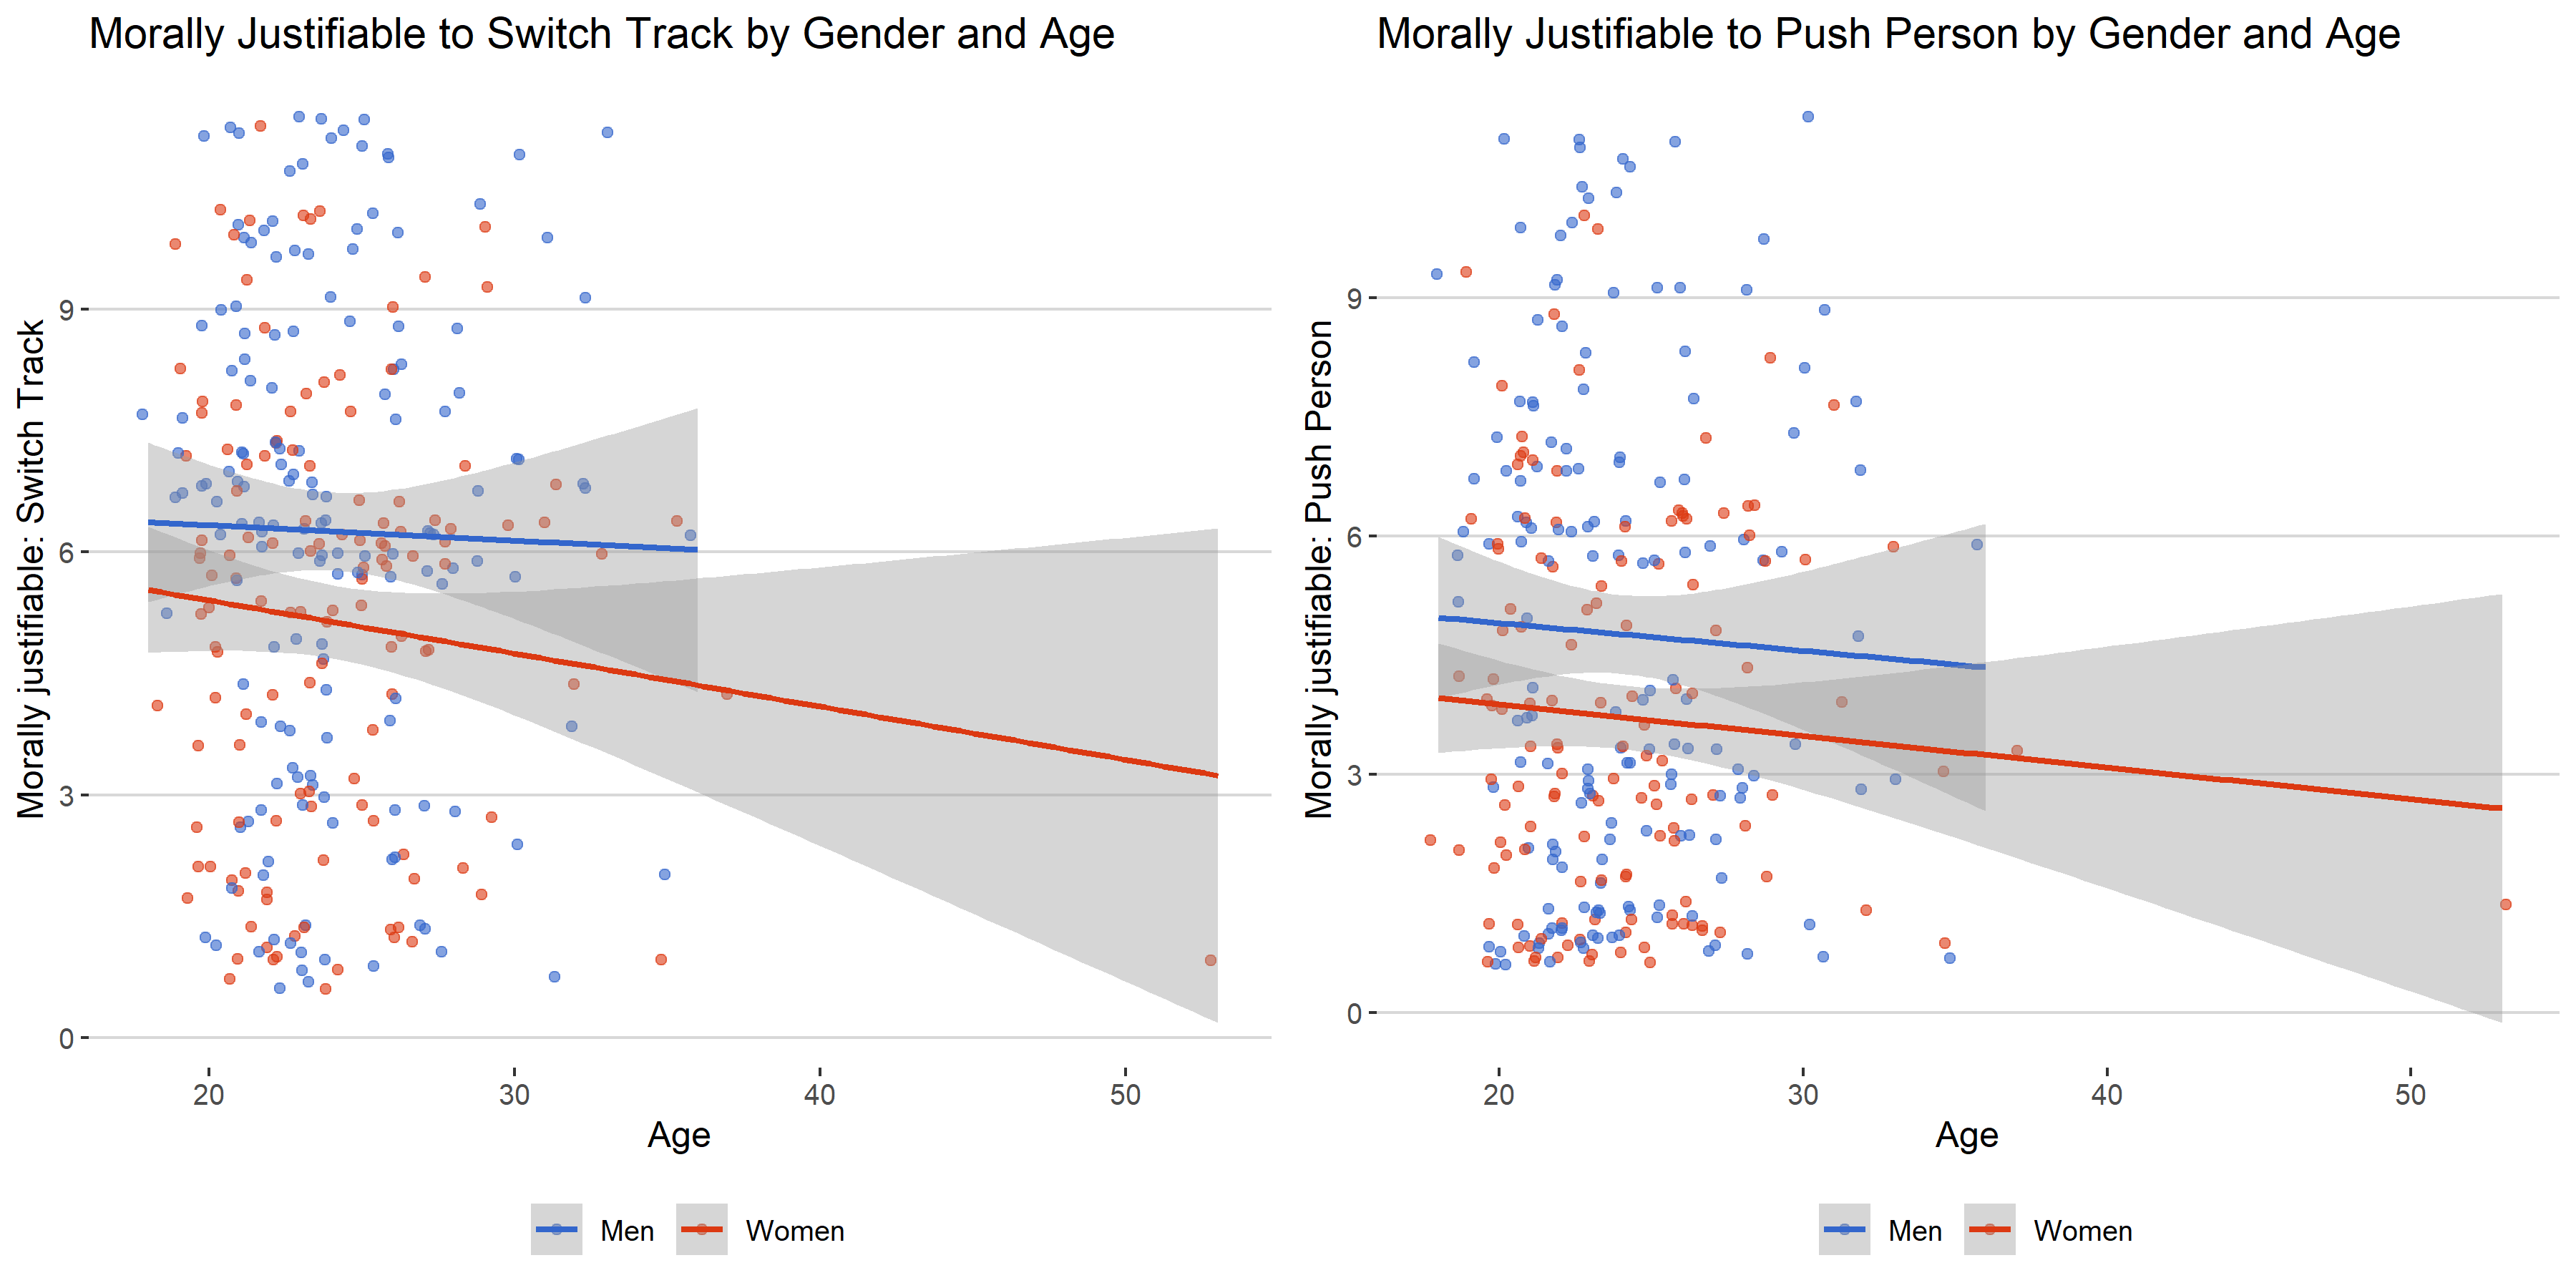 Morally Justifiable to Switch Track by Gender and Age
Morally justifiable: Switch Track
9
6
3
0
20 30 40 50
Age
Men Women
Morally Justifiable to Push Person by Gender and Age
Morally justifiable: Push Person
9
6
3
0
20 30 40 50
Age
Men Women